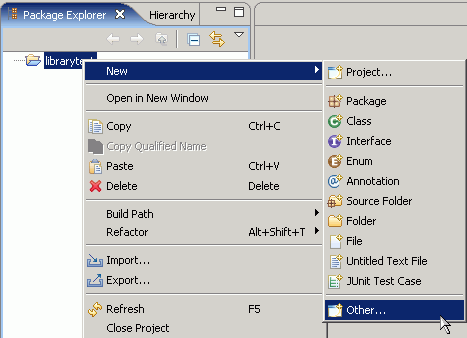 Package Explorer
Hierarchy
New
Open in New Window
Copy Ctrl+C
Copy Qualified Name
Paste Ctrl+V
Delete Delete
Build Path
Refactor Alt+Shift+T
Import...
Export...
Refresh F5
Close Project
Project...
Package
Class
Interface
Enum
Annotation
Source Folder
Folder
File
Untitled Text File
JUnit Test Case
Other...